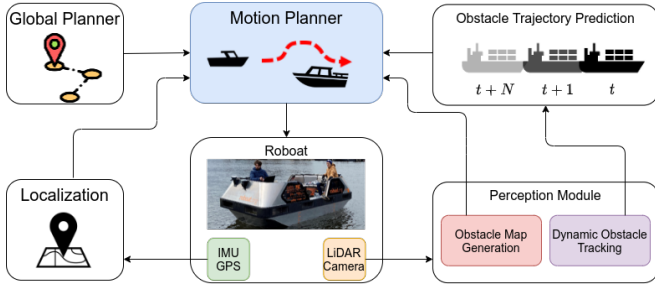 Global Planner
Motion Planner
Obstacle Trajectory Prediction
t + N
t + 1
t
Roboat
IMU
GPS
LiDAR
Camera
Localization
Perception Module
Obstacle Map
Generation
Dynamic Obstacle
Tracking